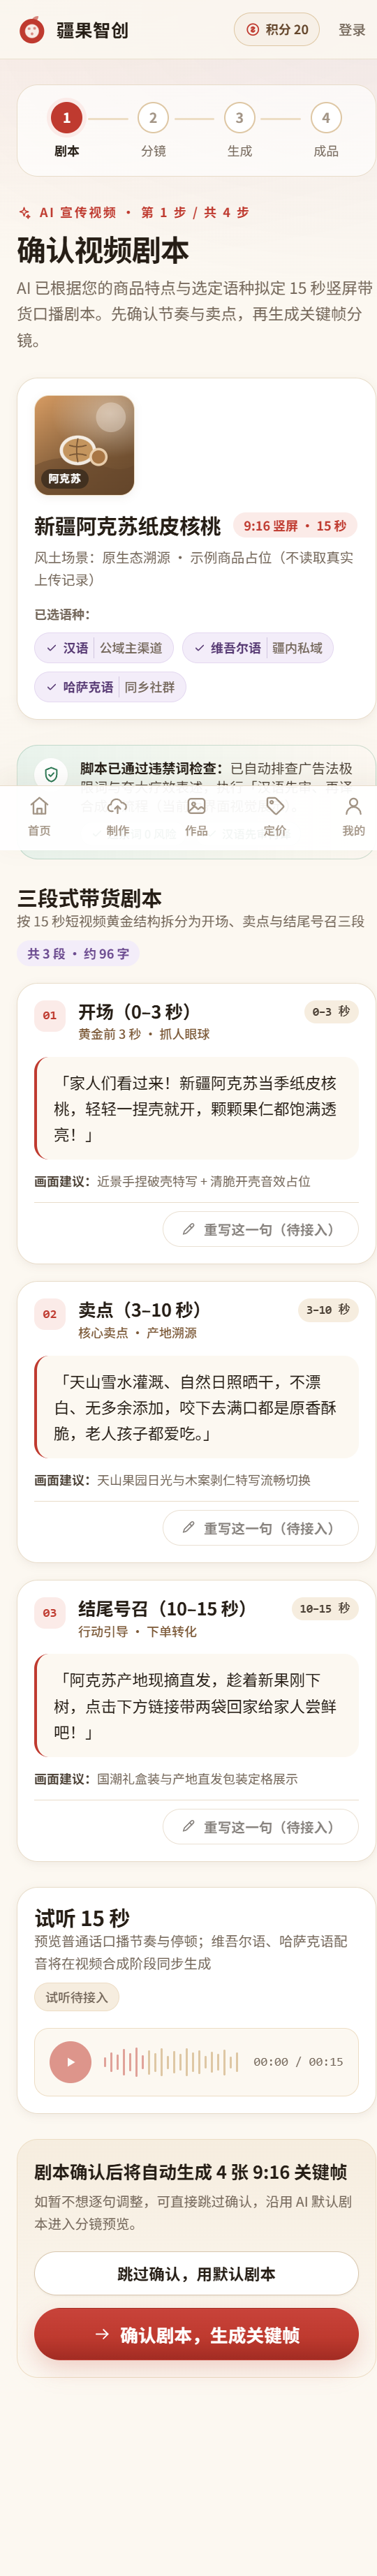 疆果智创
积分 20
登录
1
2
3
4
剧本
分镜
生成
成品
AI 宣传视频 · 第 1 步 / 共 4 步
确认视频剧本
AI 已根据您的商品特点与选定语种拟定 15 秒竖屏带
货口播剧本。先确认节奏与卖点，再生成关键帧分
镜。
阿克苏
新疆阿克苏纸皮核桃
9:16 竖屏 · 15 秒
风土场景：原生态溯源 · 示例商品占位（不读取真实
上传记录）
已选语种：
汉语 公域主渠道
维吾尔语 疆内私域
哈萨克语 同乡社群
脚本已通过违禁词检查：已自动排查广告法极
首页
制作
作品
定价
我的
三段式带货剧本
按 15 秒短视频黄金结构拆分为开场、卖点与结尾号召三段
共 3 段 · 约 96 字
01
开场（0–3 秒）
0–3 秒
黄金前 3 秒 · 抓人眼球
「家人们看过来！新疆阿克苏当季纸皮核
桃，轻轻一捏壳就开，颗颗果仁都饱满透
亮！」
画面建议：近景手捏破壳特写 + 清脆开壳音效占位
重写这一句（待接入）
02
卖点（3–10 秒）
3–10 秒
核心卖点 · 产地溯源
「天山雪水灌溉、自然日照晒干，不漂
白、无多余添加，咬下去满口都是原香酥
脆，老人孩子都爱吃。」
画面建议：天山果园日光与木案剥仁特写流畅切换
重写这一句（待接入）
03
结尾号召（10–15 秒）
10–15 秒
行动引导 · 下单转化
「阿克苏产地现摘直发，趁着新果刚下
树，点击下方链接带两袋回家给家人尝鲜
吧！」
画面建议：国潮礼盒装与产地直发包装定格展示
重写这一句（待接入）
试听 15 秒
预览普通话口播节奏与停顿；维吾尔语、哈萨克语配
音将在视频合成阶段同步生成
试听待接入
00:00 / 00:15
剧本确认后将自动生成 4 张 9:16 关键帧
如暂不想逐句调整，可直接跳过确认，沿用 AI 默认剧
本进入分镜预览。
跳过确认，用默认剧本
确认剧本，生成关键帧